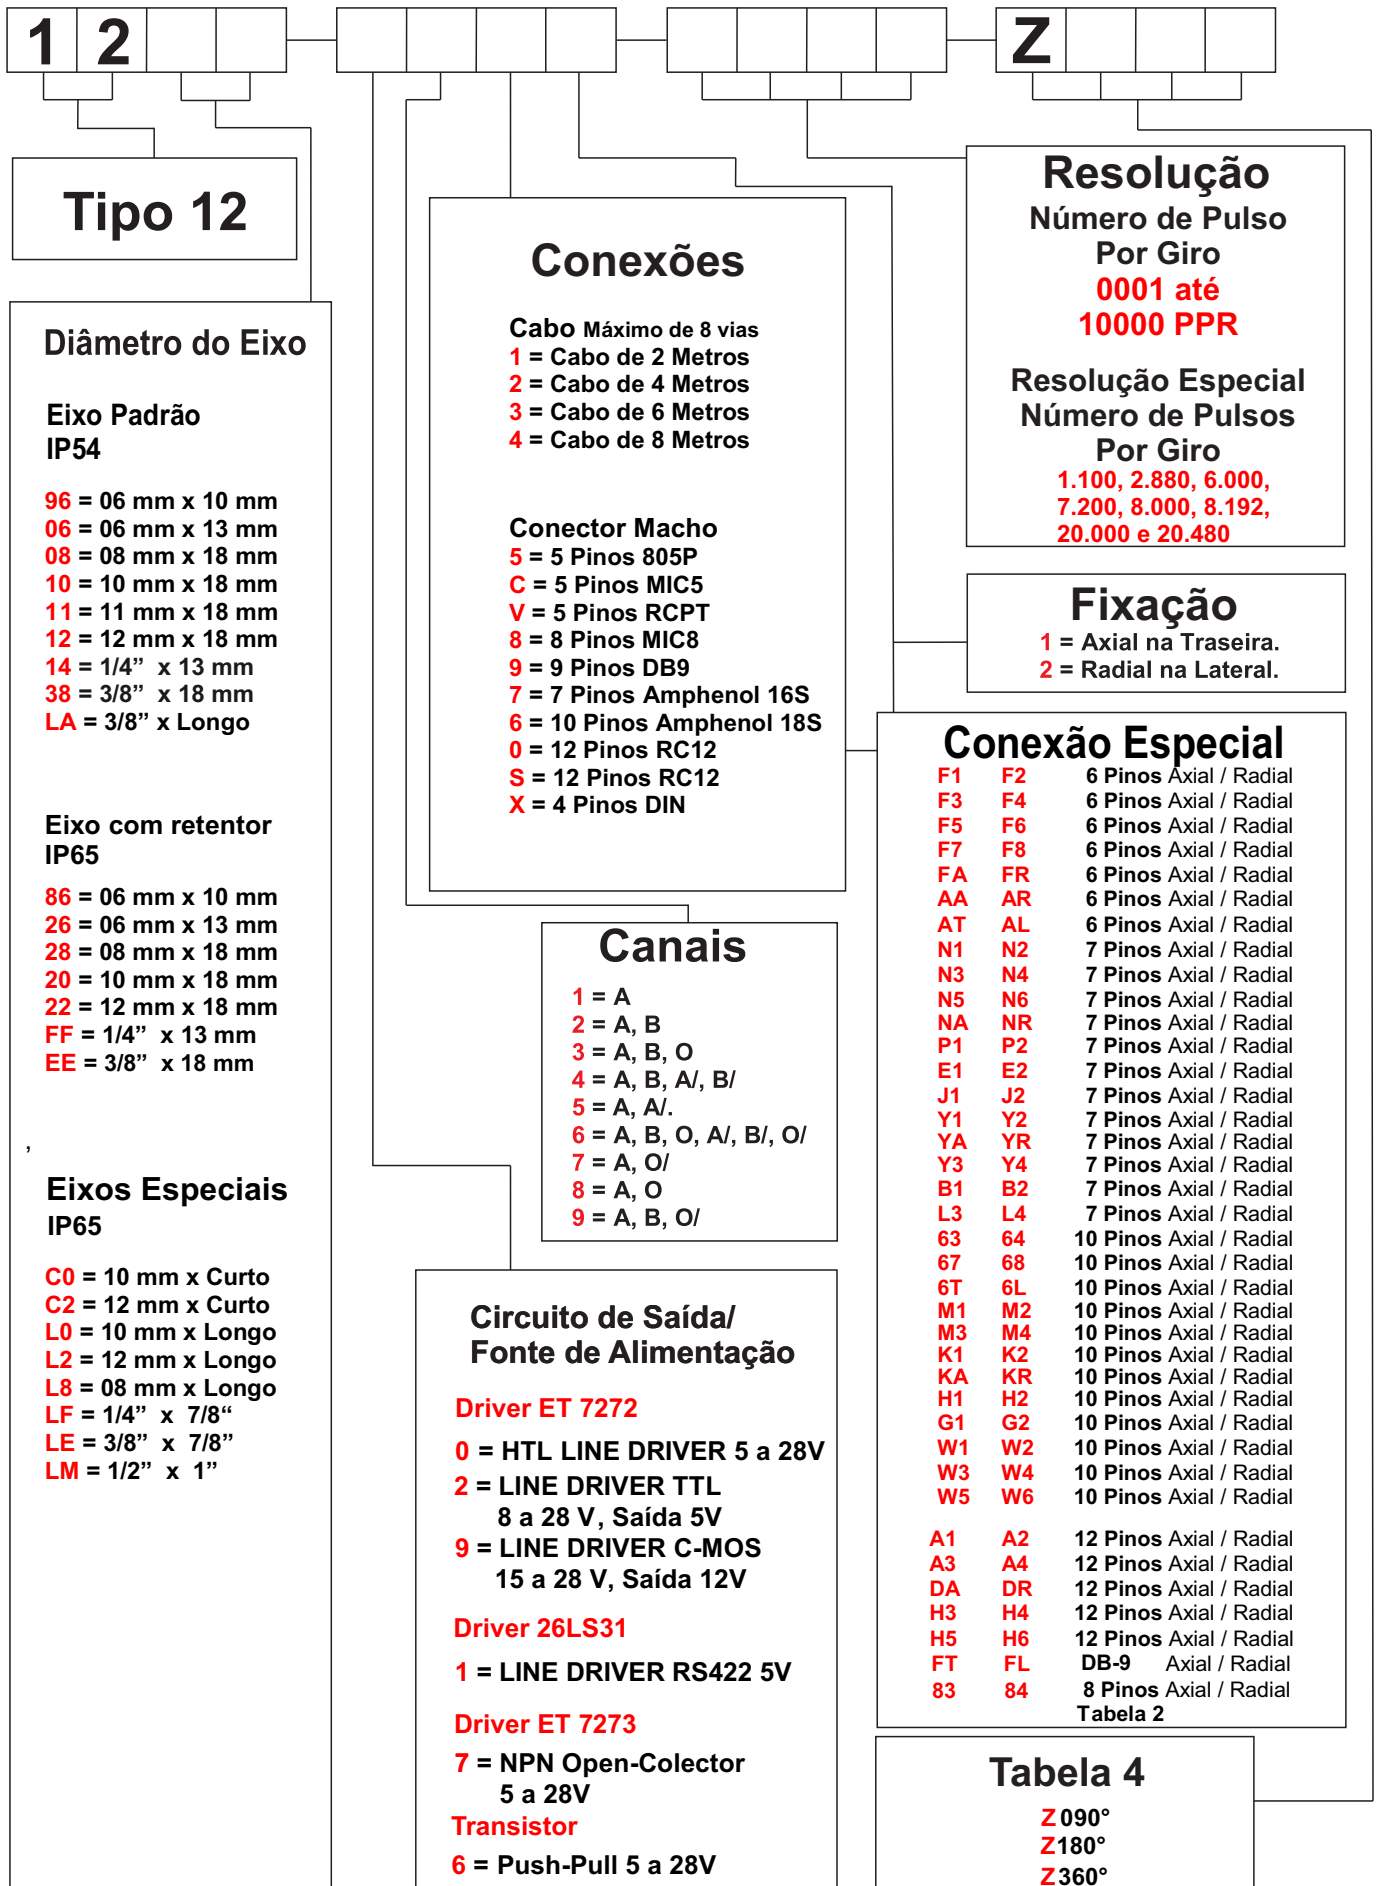 1 2 Z
Tipo 12
Diâmetro do Eixo
Eixo Padrão
IP54
96 = 06 mm x 10 mm
06 = 06 mm x 13 mm
08 = 08 mm x 18 mm
10 = 10 mm x 18 mm
11 = 11 mm x 18 mm
12 = 12 mm x 18 mm
14 = 1/4” x 13 mm
38 = 3/8” x 18 mm
LA = 3/8” x Longo
Eixo com retentor
IP65
86 = 06 mm x 10 mm
26 = 06 mm x 13 mm
28 = 08 mm x 18 mm
20 = 10 mm x 18 mm
22 = 12 mm x 18 mm
FF = 1/4” x 13 mm
EE = 3/8” x 18 mm
,
Eixos Especiais
IP65
C0 = 10 mm x Curto
C2 = 12 mm x Curto
L0 = 10 mm x Longo
L2 = 12 mm x Longo
L8 = 08 mm x Longo
LF = 1/4” x 7/8“
LE = 3/8” x 7/8”
LM = 1/2” x 1”
Conexões
Cabo Máximo de 8 vias
1 = Cabo de 2 Metros
2 = Cabo de 4 Metros
3 = Cabo de 6 Metros
4 = Cabo de 8 Metros
Conector Macho
5 = 5 Pinos 805P
C = 5 Pinos MIC5
V = 5 Pinos RCPT
8 = 8 Pinos MIC8
9 = 9 Pinos DB9
7 = 7 Pinos Amphenol 16S
6 = 10 Pinos Amphenol 18S
0 = 12 Pinos RC12
S = 12 Pinos RC12
X = 4 Pinos DIN
Canais
1 = A
2 = A, B
3 = A, B, O
4 = A, B, A/, B/
5 = A, A/.
6 = A, B, O, A/, B/, O/
7 = A, O/
8 = A, O
9 = A, B, O/
Circuito de Saída/
Fonte de Alimentação
Driver ET 7272
0 = HTL LINE DRIVER 5 a 28V
2 = LINE DRIVER TTL
8 a 28 V, Saída 5V
9 = LINE DRIVER C-MOS
15 a 28 V, Saída 12V
Driver 26LS31
1 = LINE DRIVER RS422 5V
Driver ET 7273
7 = NPN Open-Colector
5 a 28V
Transistor
6 = Push-Pull 5 a 28V
Resolução
Número de Pulso
Por Giro
0001 até
10000 PPR
Resolução Especial
Número de Pulsos
Por Giro
1.100, 2.880, 6.000,
7.200, 8.000, 8.192,
20.000 e 20.480
Fixação
1 = Axial na Traseira.
2 = Radial na Lateral.
Conexão Especial
F1 F2 6 Pinos Axial / Radial
F3 F4 6 Pinos Axial / Radial
F5 F6 6 Pinos Axial / Radial
F7 F8 6 Pinos Axial / Radial
FA FR 6 Pinos Axial / Radial
AA AR 6 Pinos Axial / Radial
AT AL 6 Pinos Axial / Radial
N1 N2 7 Pinos Axial / Radial
N3 N4 7 Pinos Axial / Radial
N5 N6 7 Pinos Axial / Radial
NA NR 7 Pinos Axial / Radial
P1 P2 7 Pinos Axial / Radial
E1 E2 7 Pinos Axial / Radial
J1 J2 7 Pinos Axial / Radial
Y1 Y2 7 Pinos Axial / Radial
YA YR 7 Pinos Axial / Radial
Y3 Y4 7 Pinos Axial / Radial
B1 B2 7 Pinos Axial / Radial
L3 L4 7 Pinos Axial / Radial
63 64 10 Pinos Axial / Radial
67 68 10 Pinos Axial / Radial
6T 6L 10 Pinos Axial / Radial
M1 M2 10 Pinos Axial / Radial
M3 M4 10 Pinos Axial / Radial
K1 K2 10 Pinos Axial / Radial
KA KR 10 Pinos Axial / Radial
H1 H2 10 Pinos Axial / Radial
G1 G2 10 Pinos Axial / Radial
W1 W2 10 Pinos Axial / Radial
W3 W4 10 Pinos Axial / Radial
W5 W6 10 Pinos Axial / Radial
A1 A2 12 Pinos Axial / Radial
A3 A4 12 Pinos Axial / Radial
DA DR 12 Pinos Axial / Radial
H3 H4 12 Pinos Axial / Radial
H5 H6 12 Pinos Axial / Radial
FT FL DB-9 Axial / Radial
83 84 8 Pinos Axial / Radial
Tabela 2
Tabela 4
Z 090°
Z180°
Z360°